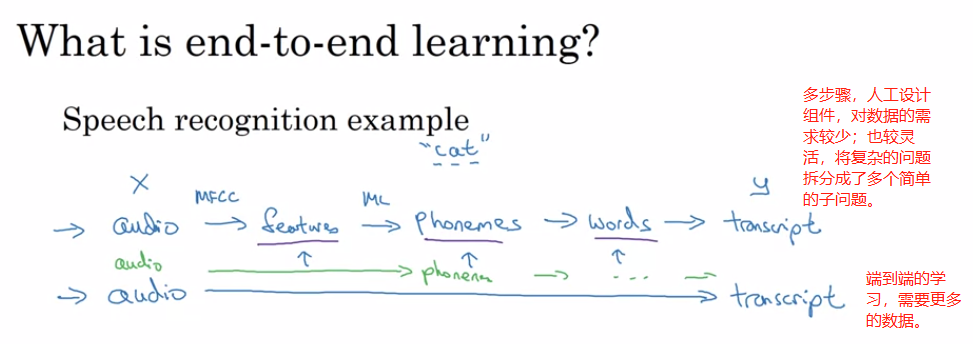 What is end-to-end learning?
Speech recognition example
多步骤，人工设计
组件，对数据的需
求较少；也较灵
活，将复杂的问题
拆分成了多个简单
的子问题。
"cat"
X MFCC ML y
→ audio → features → phonemes → words → transcript
audio → phonem → ... →
→ audio → transcript
端到端的学
习，需要更多
的数据。